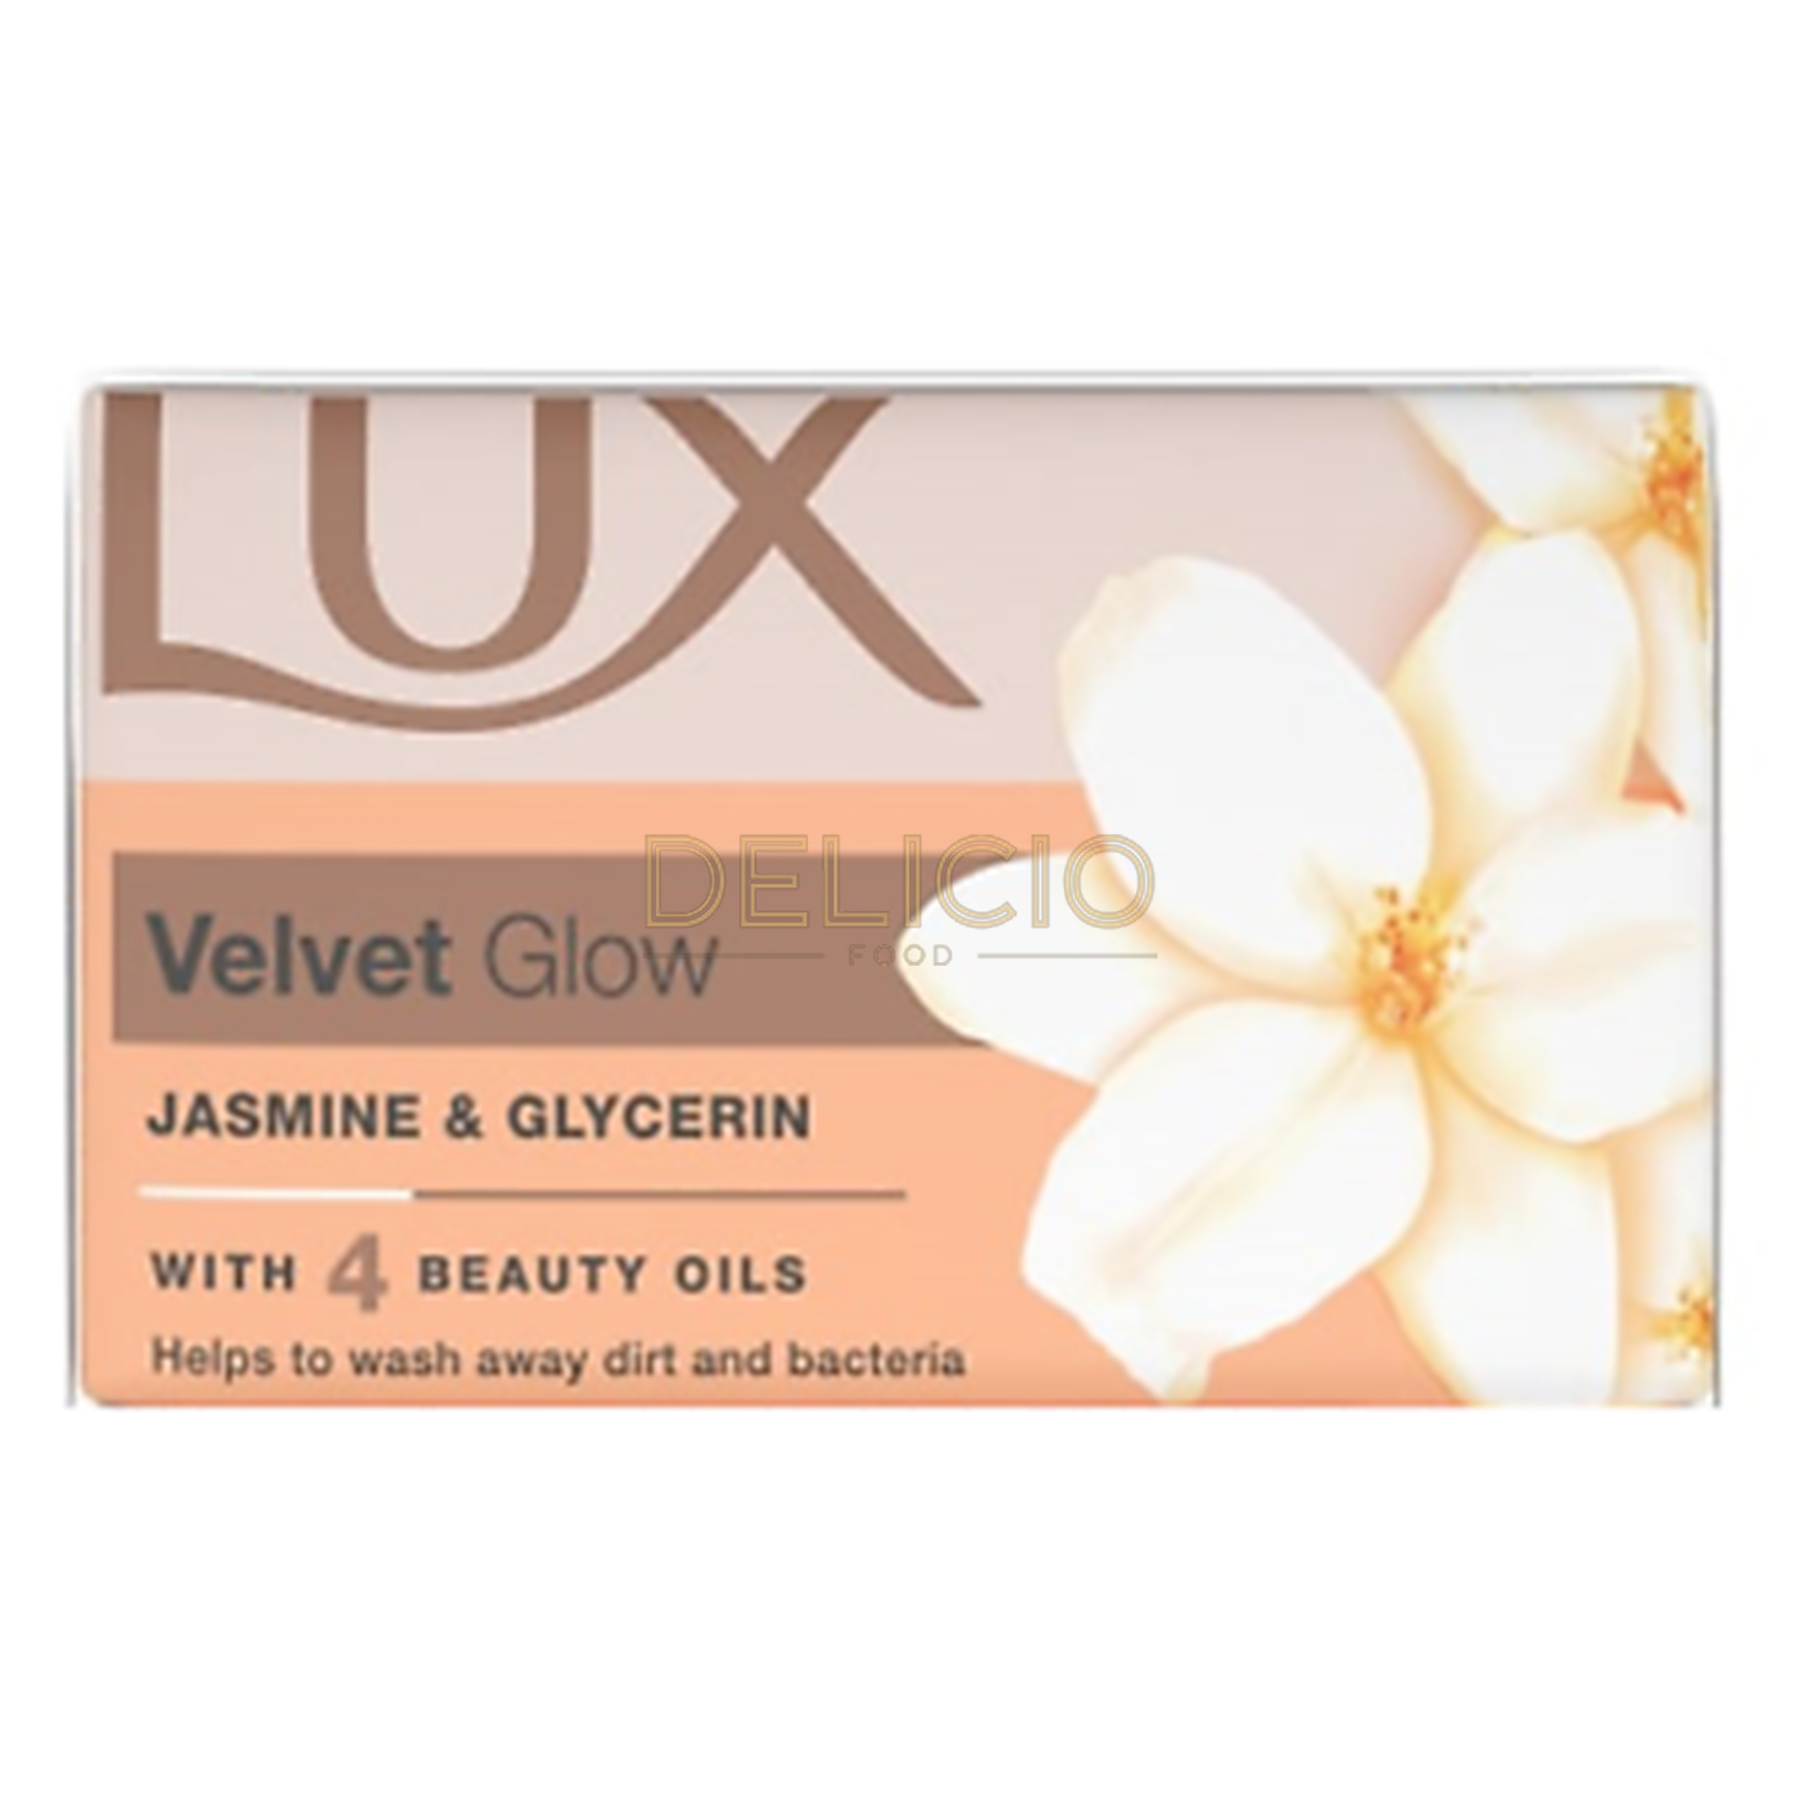 LUX
DELICIO
FOOD
Velvet Glow
JASMINE & GLYCERIN
WITH 4 BEAUTY OILS
Helps to wash away dirt and bacteria